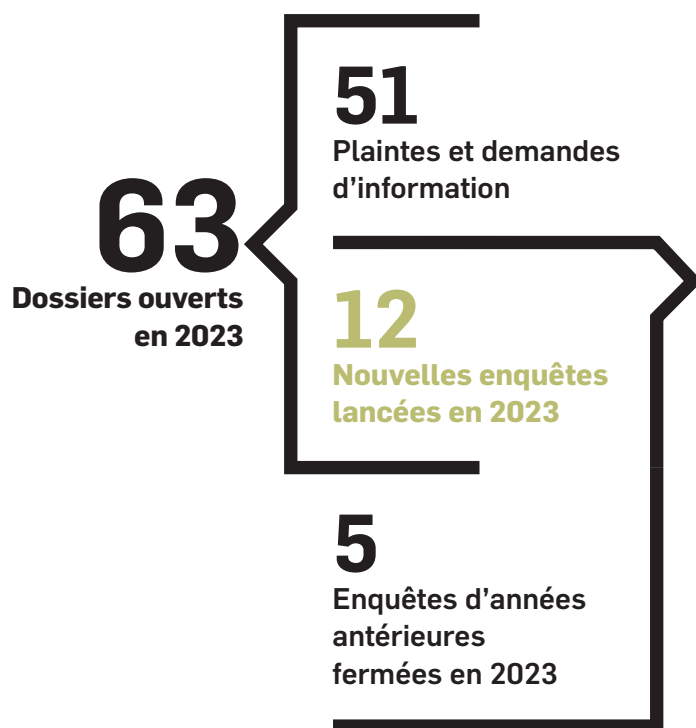 63
Dossiers ouverts
en 2023
51
Plaintes et demandes
d'information
12
Nouvelles enquêtes
lancées en 2023
5
Enquêtes d'années
antérieures
fermées en 2023